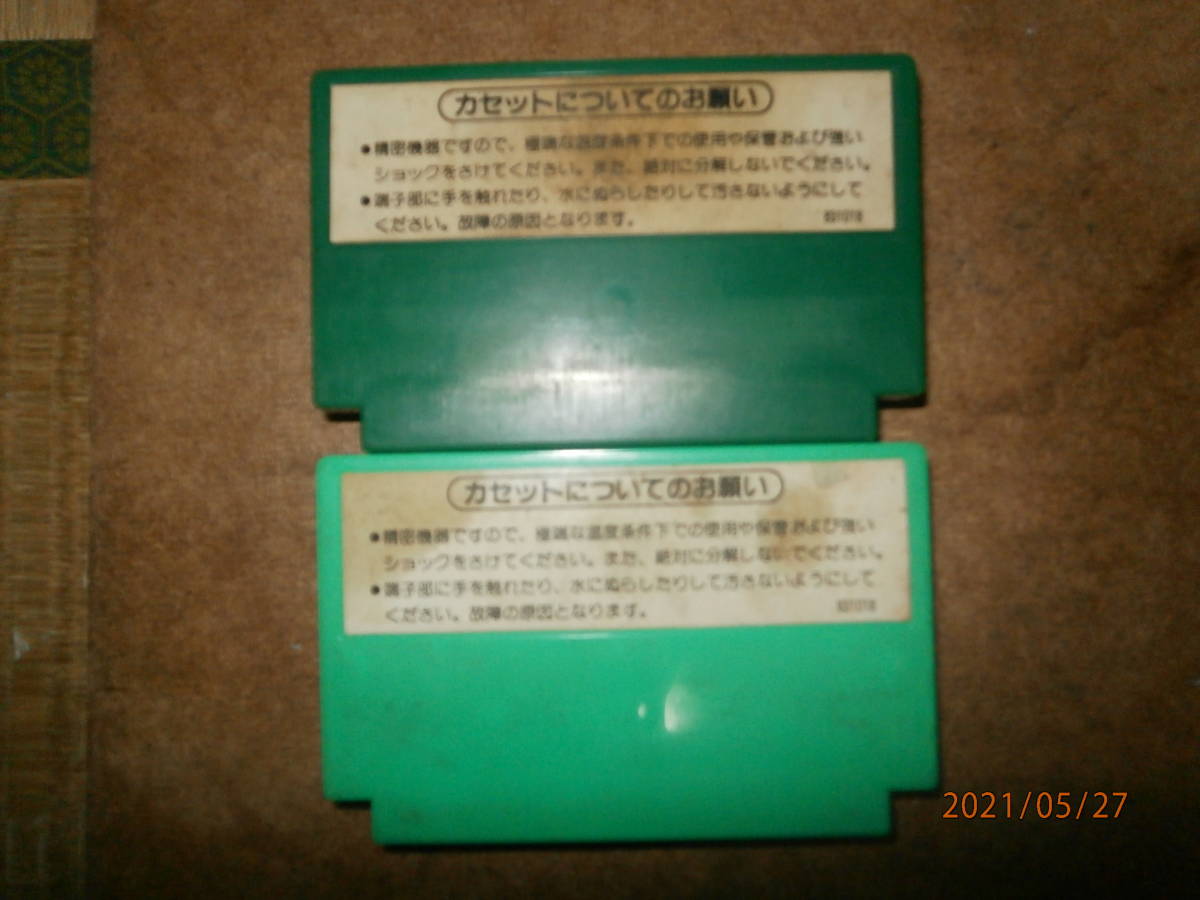 カセットについてのお願い
●精密機器ですので、極端な温度条件下での使用や保管および強い
ショックをさけてください。また、絶対に分解しないでください。
●端子部に手を触れたり、水にぬらしたりして汚さないようにして
ください。故障の原因となります。
カセットについてのお願い
●精密機器ですので、極端な温度条件下での使用や保管および強い
ショックをさけてください。また、絶対に分解しないでください。
●端子部に手を触れたり、水にぬらしたりして汚さないようにして
ください。故障の原因となります。
2021/05/27